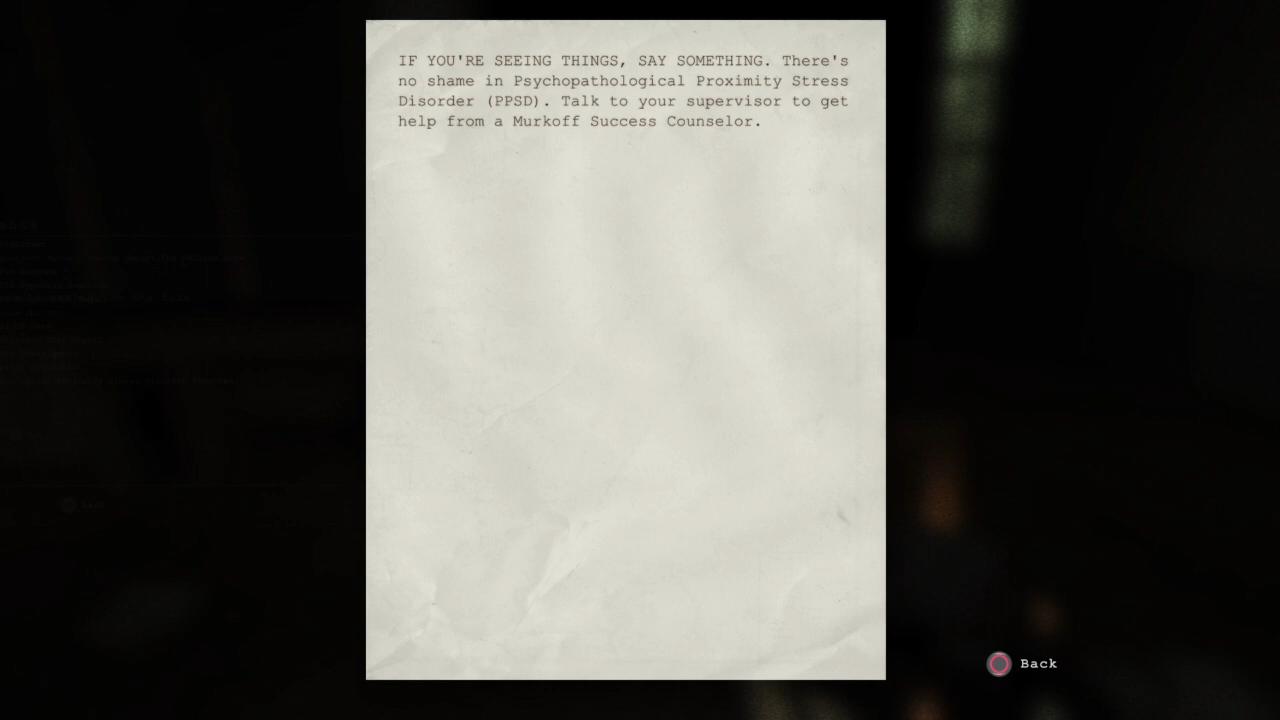 IF YOU'RE SEEING THINGS, SAY SOMETHING. There's
no shame in Psychopathological Proximity Stress
Disorder (PPSD). Talk to your supervisor to get
help from a Murkoff Success Counselor.
Back